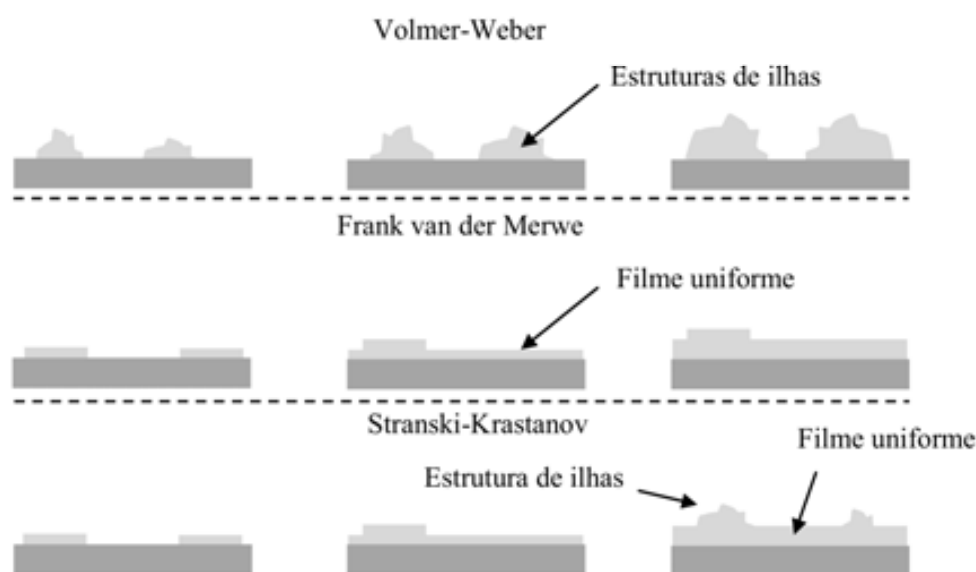 Volmer-Weber
Estruturas de ilhas
Frank van der Merwe
Filme uniforme
Stranski-Krastanov
Filme uniforme
Estrutura de ilhas